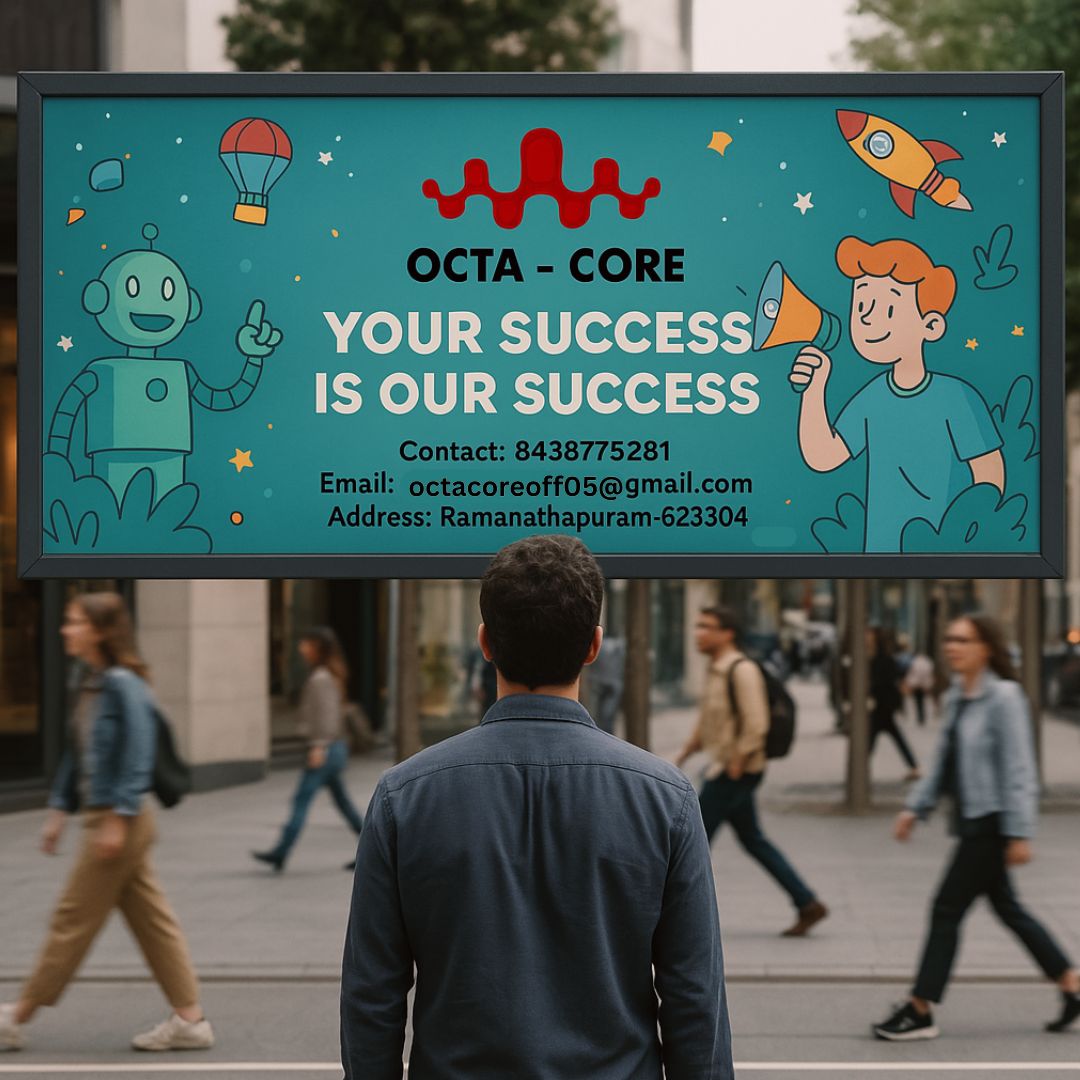 OCTA - CORE
YOUR SUCCESS
IS OUR SUCCESS
Contact: 8438775281
Email: octacoreoff05@gmail.com
Address: Ramanathapuram-623304